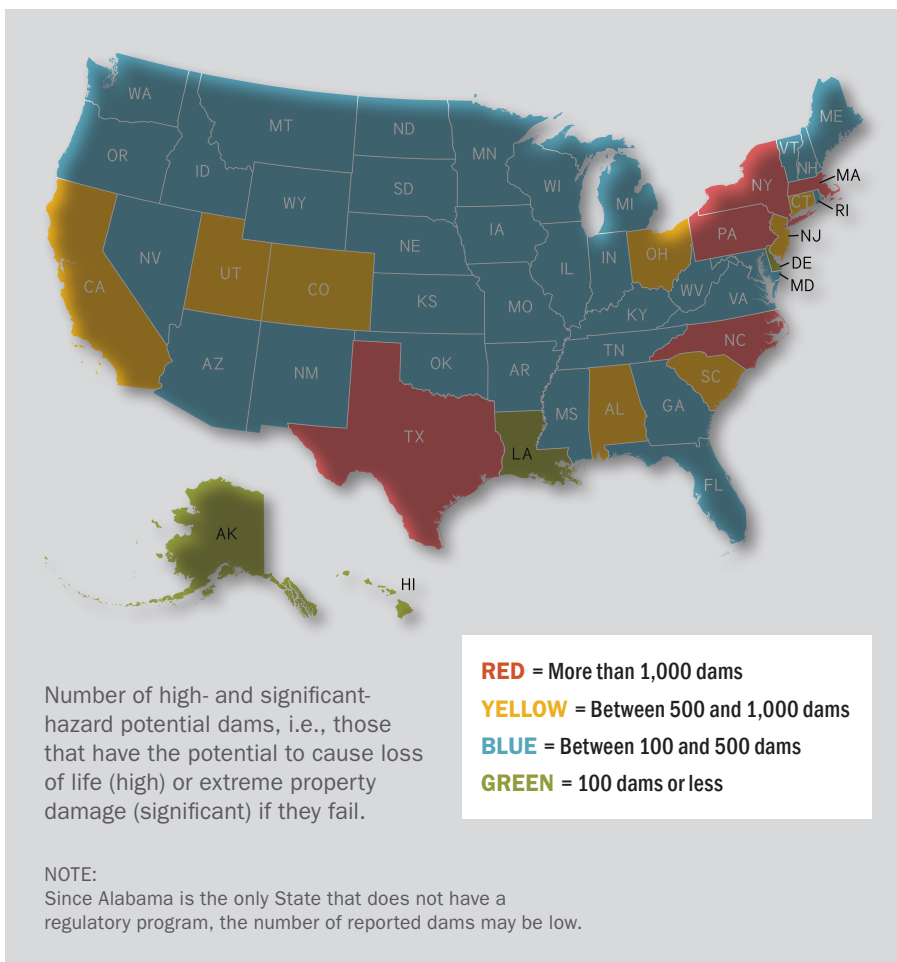 WA
MT
ND
MN
ME
VT
NH
OR
ID
SD
WI
MI
NY
MA
RI
WY
IA
CT
PA
NJ
NV
UT
NE
IL
IN
OH
DE
MD
CA
CO
KS
MO
WV
VA
KY
NC
AZ
NM
OK
AR
TN
SC
TX
LA
MS
AL
GA
FL
AK
HI
RED = More than 1,000 dams
YELLOW = Between 500 and 1,000 dams
BLUE = Between 100 and 500 dams
GREEN = 100 dams or less
Number of high- and significant-
hazard potential dams, i.e., those
that have the potential to cause loss
of life (high) or extreme property
damage (significant) if they fail.
NOTE:
Since Alabama is the only State that does not have a
regulatory program, the number of reported dams may be low.